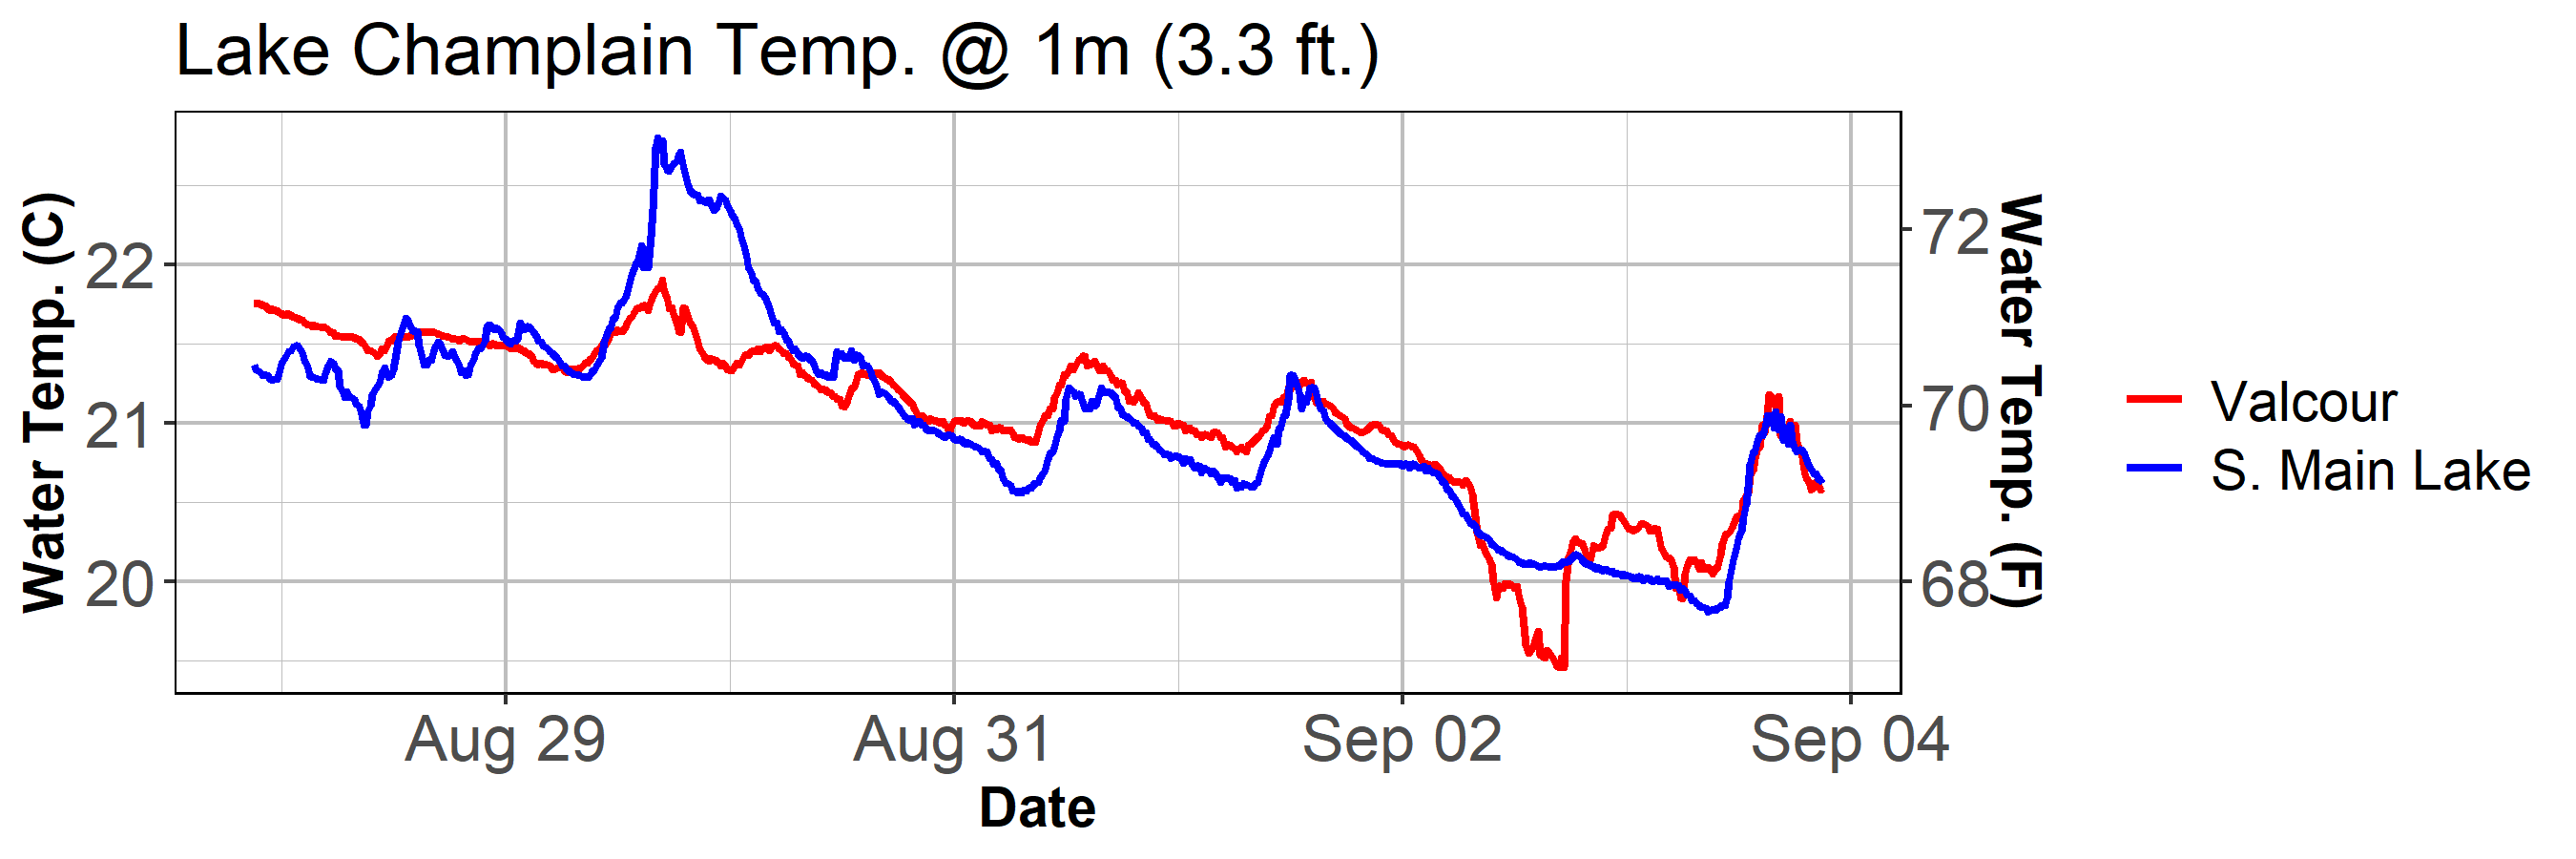 Lake Champlain Temp. @ 1m (3.3 ft.)
Water Temp. (C)
22
21
20
72
70
68
Water Temp. (F)
Aug 29
Aug 31
Sep 02
Sep 04
Date
Valcour
S. Main Lake